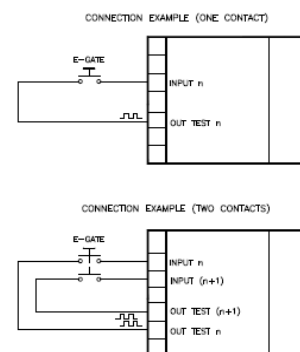 CONNECTION EXAMPLE (ONE CONTACT)
E-GATE
INPUT n
OUT TEST n
CONNECTION EXAMPLE (TWO CONTACTS)
E-GATE
INPUT n
INPUT (n+1)
OUT TEST (n+1)
OUT TEST n